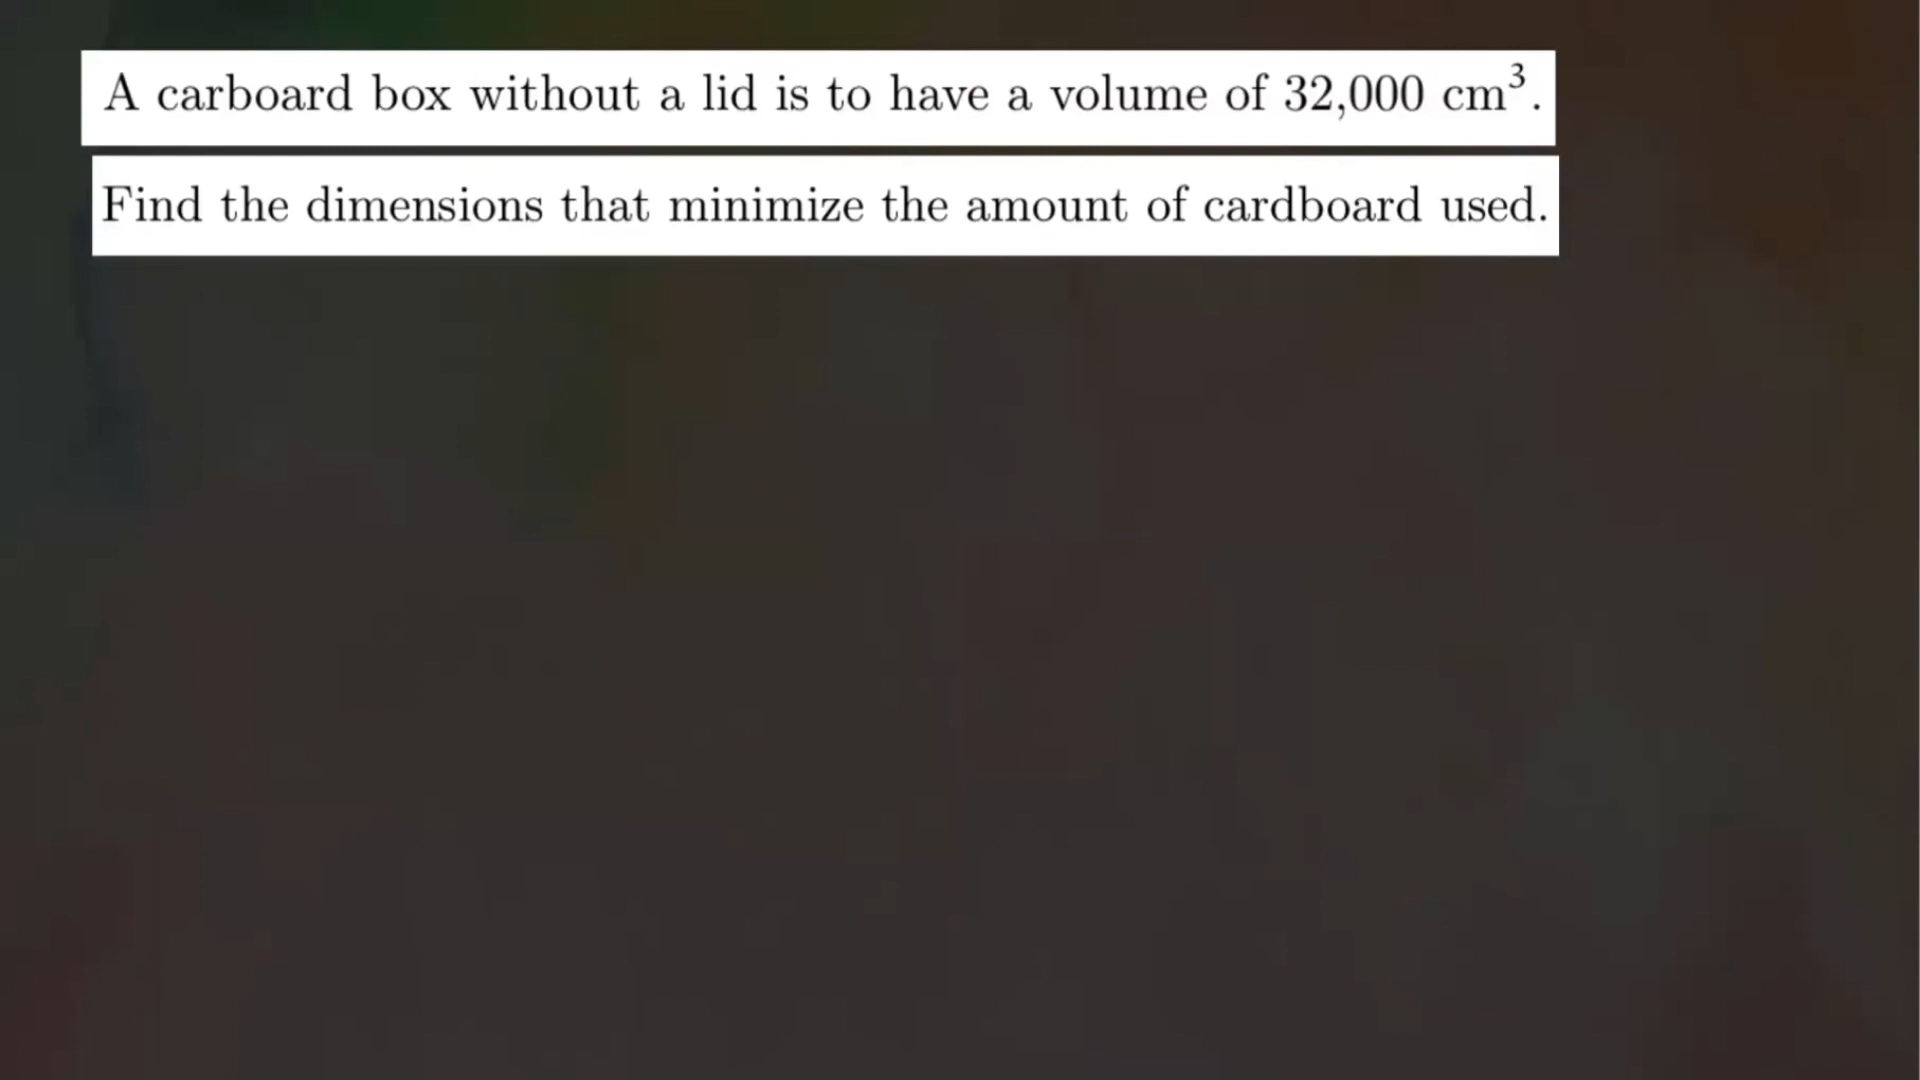 A carboard box without a lid is to have a volume of 32,000 cm³.
Find the dimensions that minimize the amount of cardboard used.